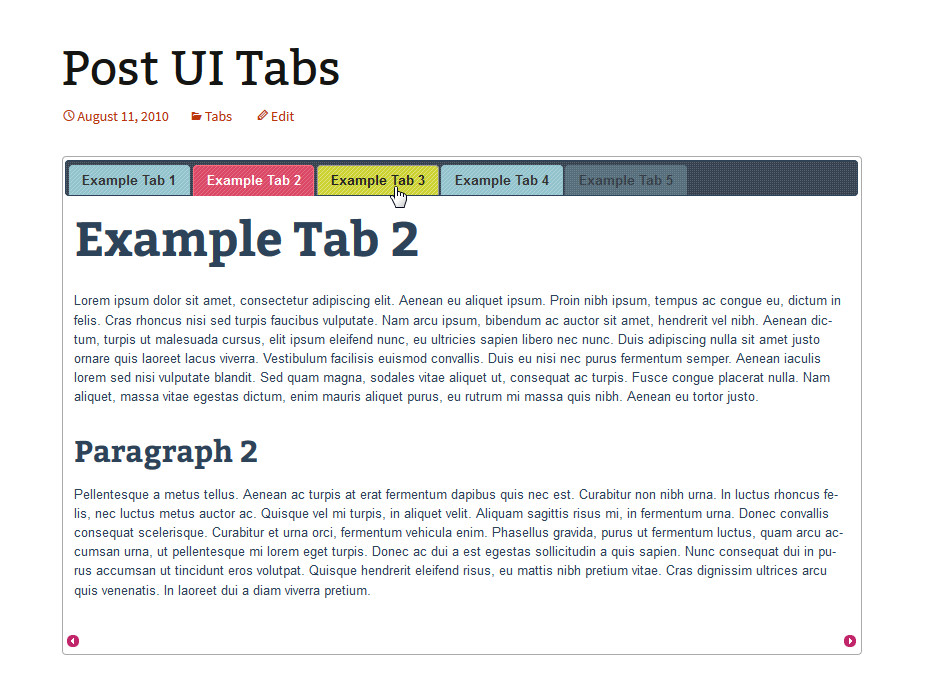 Post UI Tabs
August 11, 2010 Tabs Edit
Example Tab 1 Example Tab 2 Example Tab 3 Example Tab 4 Example Tab 5
Example Tab 2
Lorem ipsum dolor sit amet, consectetur adipiscing elit. Aenean eu aliquet ipsum. Proin nibh ipsum, tempus ac congue eu, dictum in
felis. Cras rhoncus nisi sed turpis faucibus vulputate. Nam arcu ipsum, bibendum ac auctor sit amet, hendrerit vel nibh. Aenean dic-
tum, turpis ut malesuada cursus, elit ipsum eleifend nunc, eu ultricies sapien libero nec nunc. Duis adipiscing nulla sit amet justo
ornare quis laoreet lacus viverra. Vestibulum facilisis euismod convallis. Duis eu nisi nec purus fermentum semper. Aenean iaculis
lorem sed nisi vulputate blandit. Sed quam magna, sodales vitae aliquet ut, consequat ac turpis. Fusce congue placerat nulla. Nam
aliquet, massa vitae egestas dictum, enim mauris aliquet purus, eu rutrum mi massa quis nibh. Aenean eu tortor justo.
Paragraph 2
Pellentesque a metus tellus. Aenean ac turpis at erat fermentum dapibus quis nec est. Curabitur non nibh urna. In luctus rhoncus fe-
lis, nec luctus metus auctor ac. Quisque vel mi turpis, in aliquet velit. Aliquam sagittis risus mi, in fermentum urna. Donec convallis
consequat scelerisque. Curabitur et urna orci, fermentum vehicula enim. Phasellus gravida, purus ut fermentum luctus, quam arcu ac-
cumsan urna, ut pellentesque mi lorem eget turpis. Donec ac dui a est egestas sollicitudin a quis sapien. Nunc consequat dui in pu-
rus accumsan ut tincidunt eros volutpat. Quisque hendrerit eleifend risus, eu mattis nibh pretium vitae. Cras dignissim ultrices arcu
quis venenatis. In laoreet dui a diam viverra pretium.